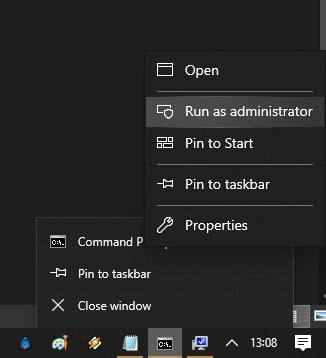 Open
Run as administrator
Pin to Start
Pin to taskbar
Properties
Command P
Pin to taskbar
Close window
13:08